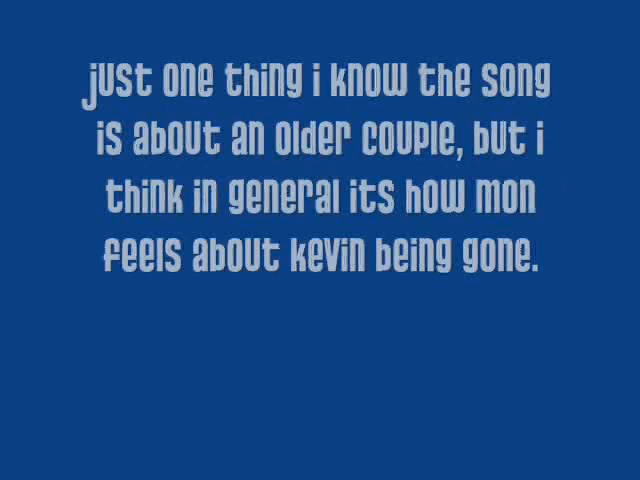 just one thing i know the song
is about an older couple, but i
think in general its how mon
feels about kevin being gone.